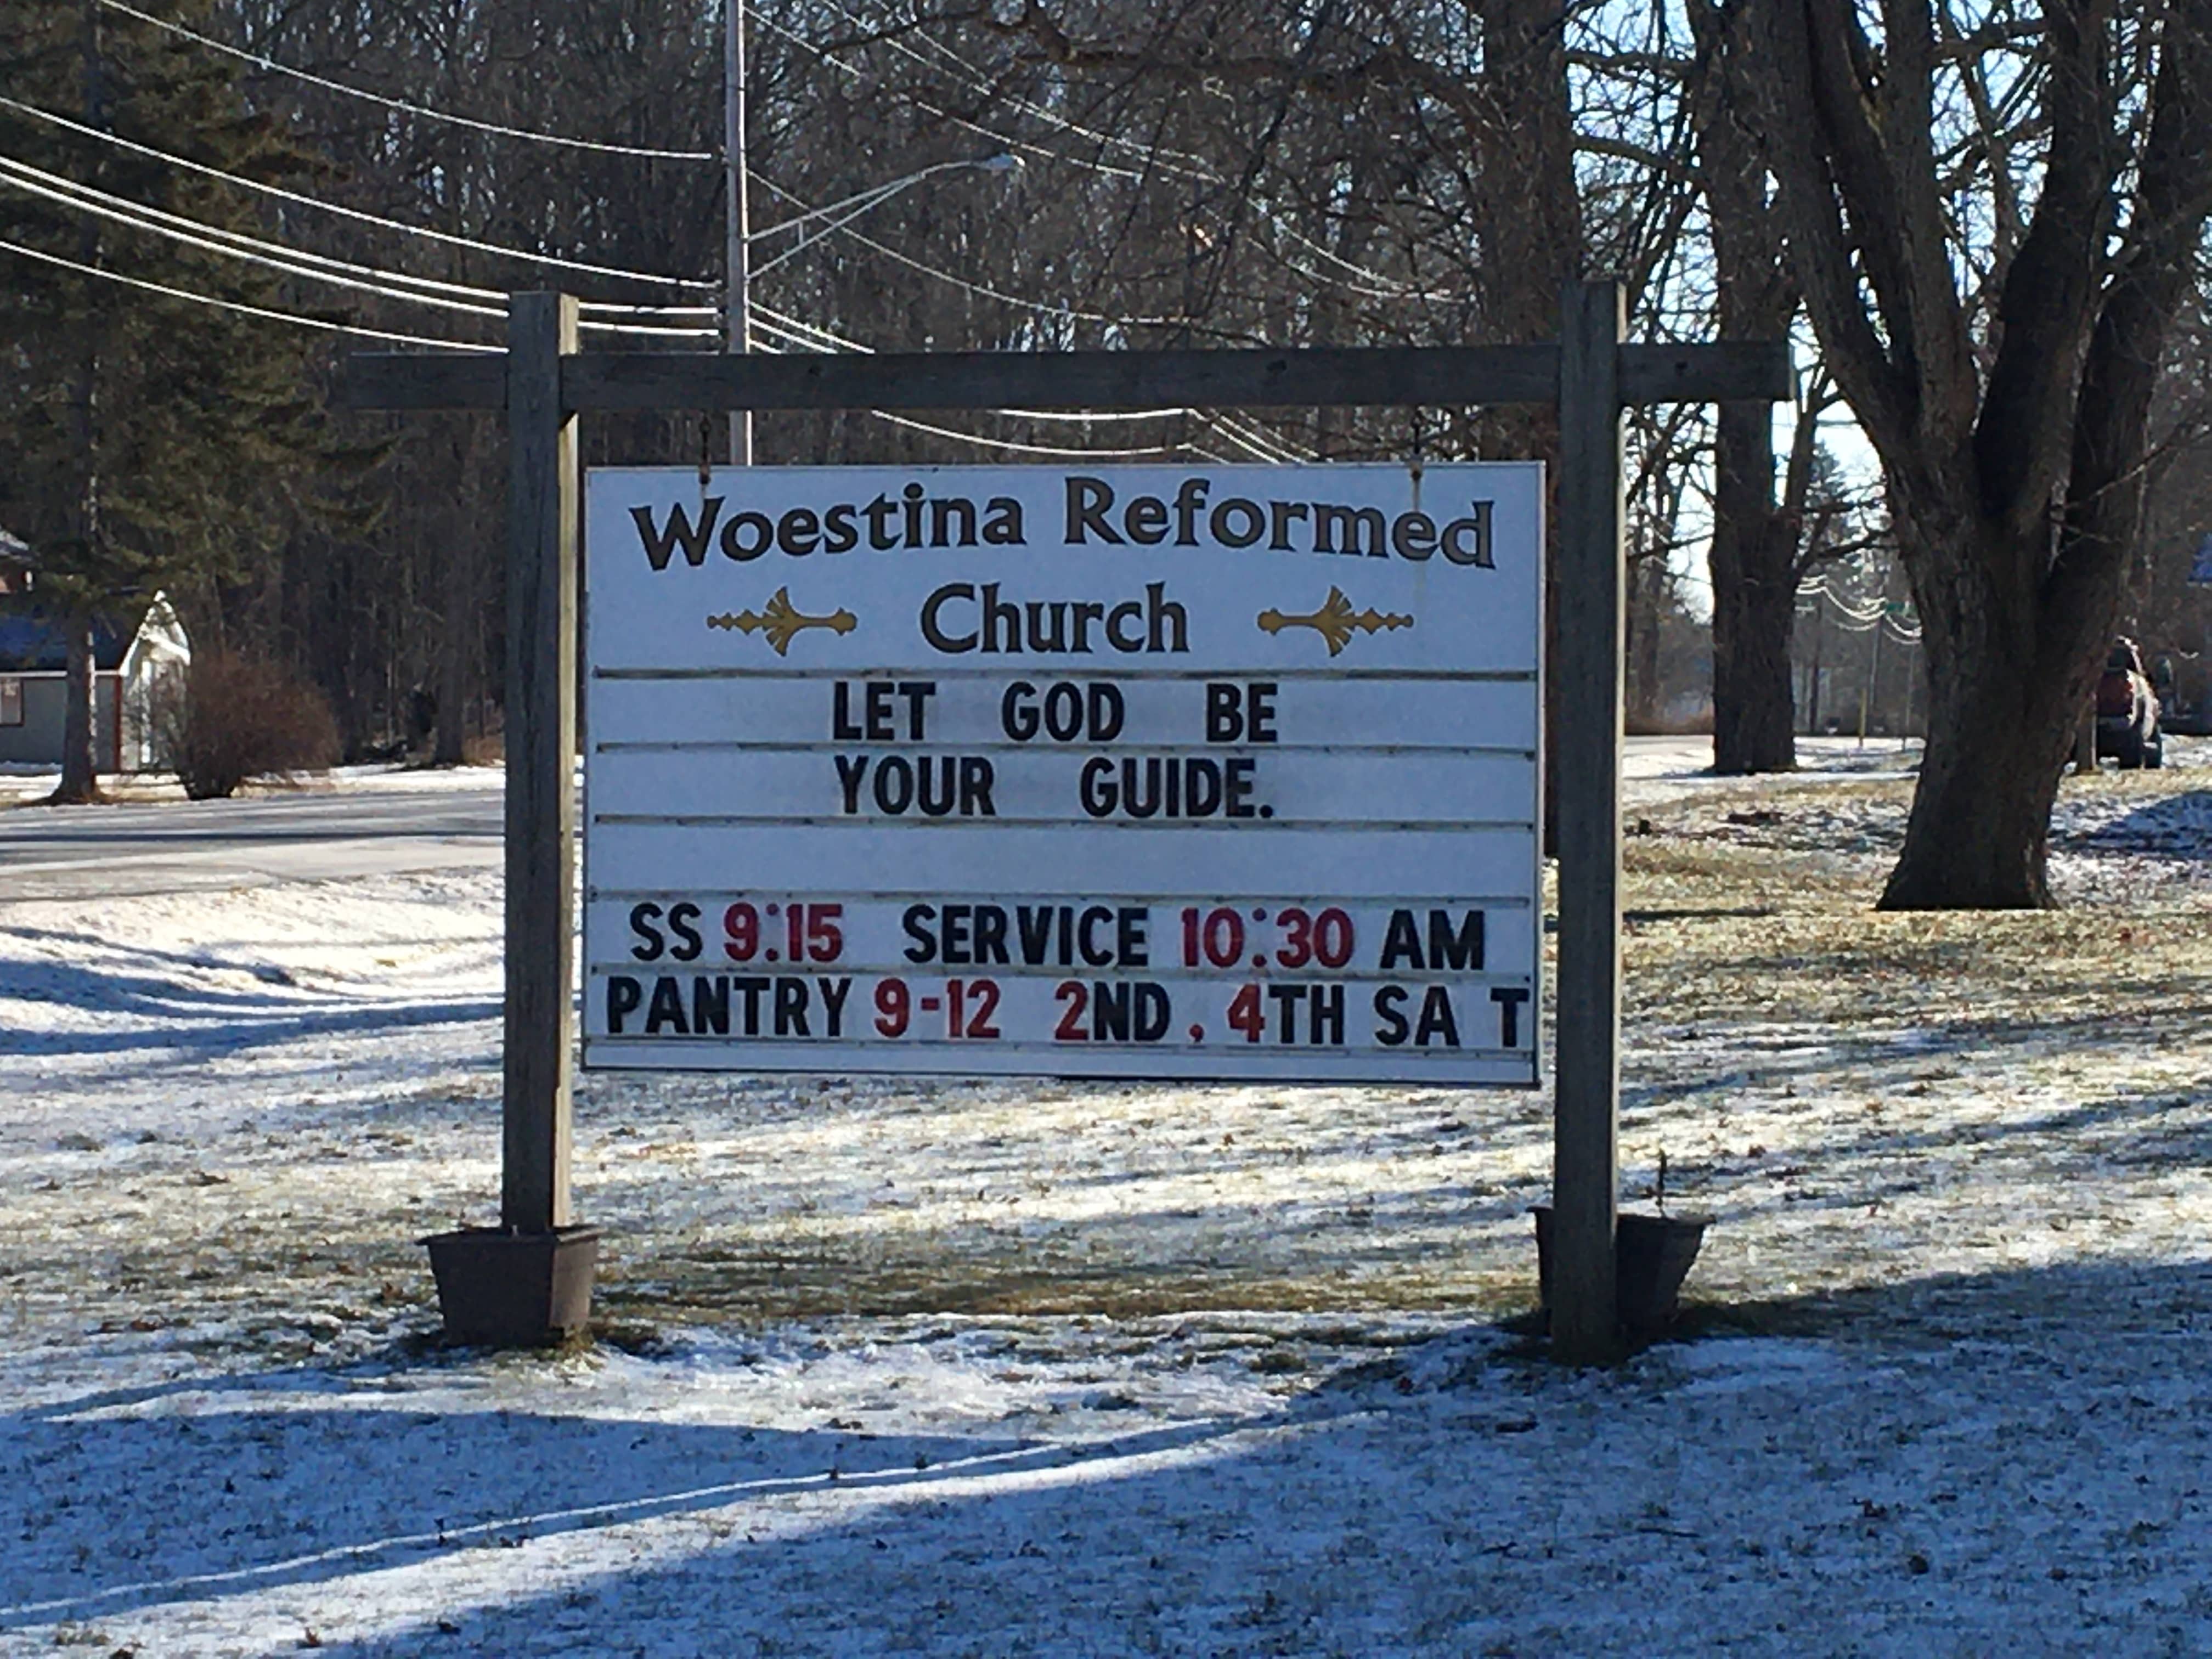 Woestina Reformed
Church
LET GOD BE
YOUR GUIDE.
SS 9:15 SERVICE 10:30 AM
PANTRY 9-12 2ND, 4TH SA T